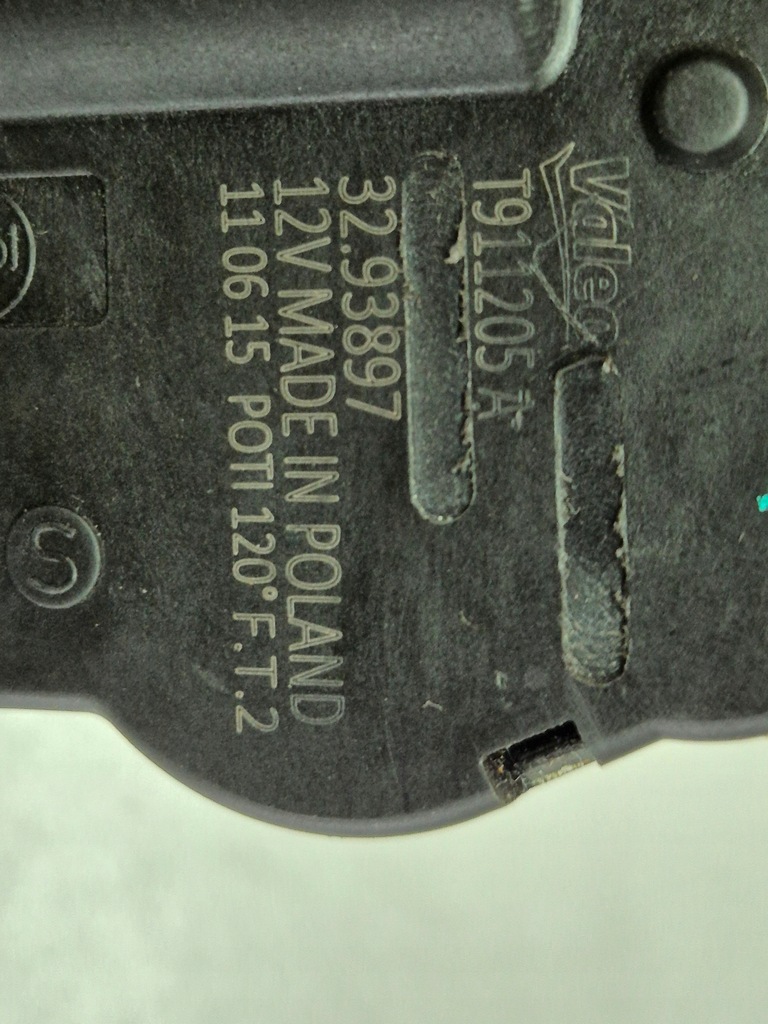 Valeo
T911205 A
32.93897
12V MADE IN POLAND
11 06 15 POTI 120° F.T.2